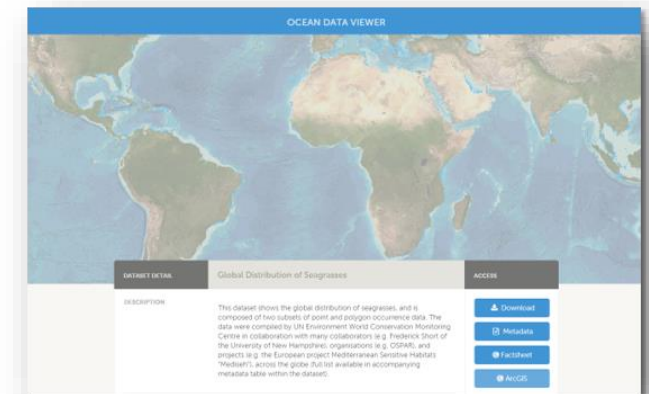 OCEAN DATA VIEWER
DATASET DETAIL
Global Distribution of Seagrasses
ACCESS
DESCRIPTION
This dataset shows the global distribution of seagrasses, and is
composed of two subsets of point and polygon occurrence data. The
data were compiled by UN Environment World Conservation Monitoring
Centre in collaboration with many collaborators (e.g. Frederick Short of
the University of New Hampshire), organisations (e.g. OSPAR), and
projects (e.g. the European project Mediterranean Sensitive Habitats
"Mediseh"), across the globe (full list available in accompanying
metadata table within the dataset).
Download
Metadata
Factsheet
ArcGIS